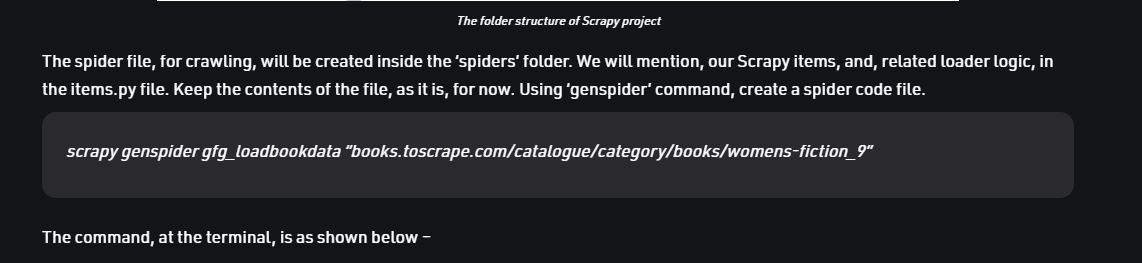 The folder structure of Scrapy project
The spider file, for crawling, will be created inside the ‘spiders’ folder. We will mention, our Scrapy items, and, related loader logic, in
the items.py file. Keep the contents of the file, as it is, for now. Using ‘genspider’ command, create a spider code file.
scrapy genspider gfg_loadbookdata “books.toscrape.com/catalogue/category/books/womens-fiction_9”
The command, at the terminal, is as shown below –